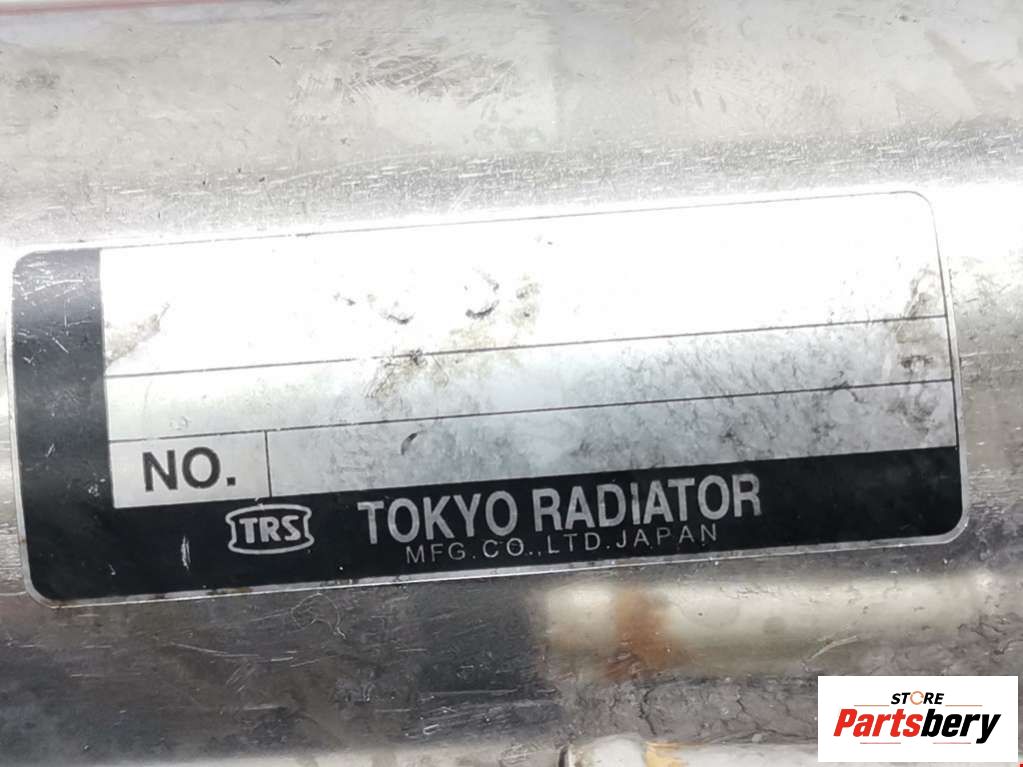 NO.
TRS
TOKYO RADIATOR
MFG.CO.,LTD.JAPAN
STORE
Partsbery